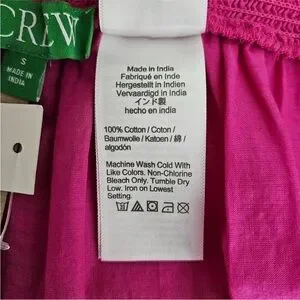 CREW
S
MADE IN
INDIA
Made in India
Fabriqué en Inde
Hergestellt in Indien
Vervaardigd in India
インド製
hecho en india
100% Cotton / Coton /
Baumwolle / Katoen / 綿 /
algodón
Machine Wash Cold With
Like Colors. Non-Chlorine
Bleach Only. Tumble Dry
Low. Iron on Lowest
Setting.